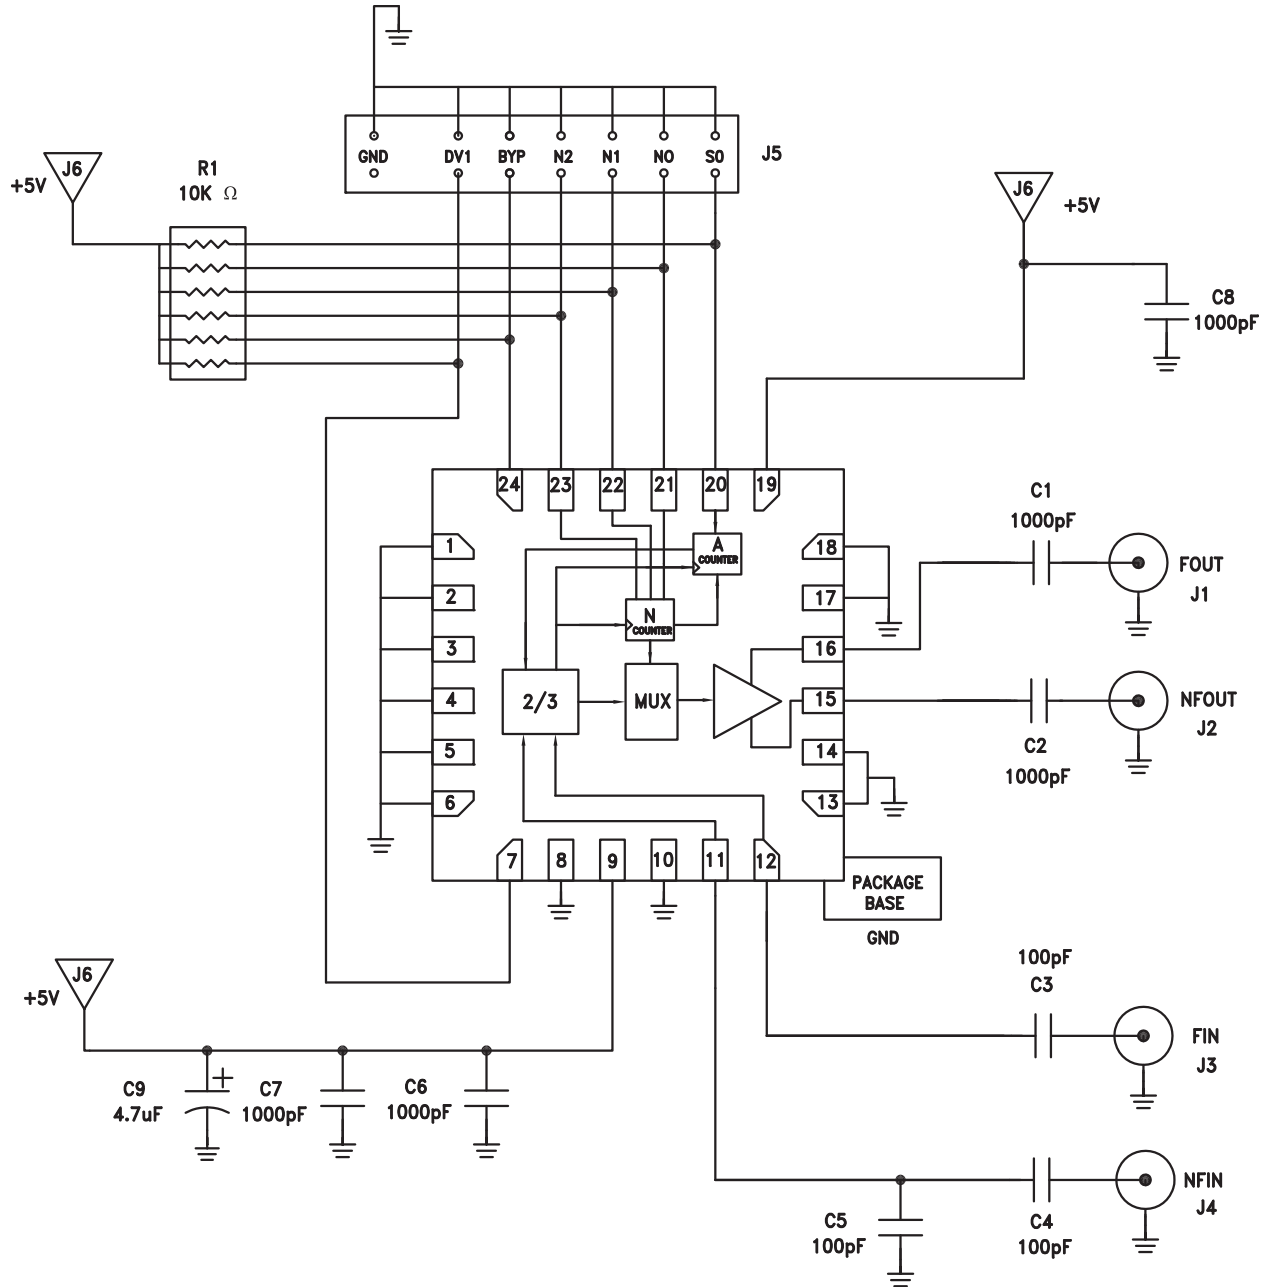 J6
+5V
R1
10K Ω
GND DV1 BYP N2 N1 N0 S0
J5
J6
+5V
C8
1000pF
24 23 22 21 20 19
1
2
3
4
5
6
18
17
16
15
14
13
7 8 9 10 11 12
A
COUNTER
N
COUNTER
2/3
MUX
C1
1000pF
FOUT
J1
NFOUT
J2
C2
1000pF
PACKAGE
BASE
GND
J6
+5V
C9
4.7uF
C7
1000pF
C6
1000pF
100pF
C3
FIN
J3
NFIN
J4
C5
100pF
C4
100pF